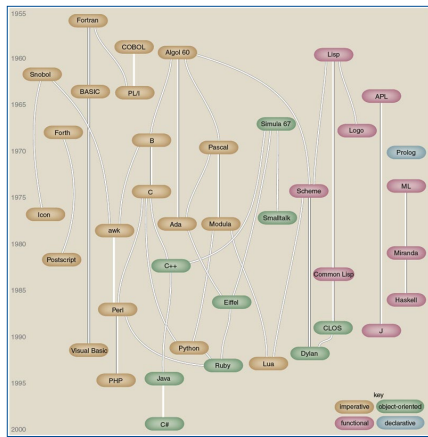 1955
Fortran
COBOL
Algol 60
Lisp
1960
Snobol
BASIC
PL/I
APL
1965
Simula 67
Logo
Forth
B
Pascal
1970
Prolog
C
Scheme
ML
1975
Icon
awk
Ada
Modula
Smalltalk
1980
Postscript
C++
Miranda
Common Lisp
1985
Perl
Eiffel
Haskell
CLOS
J
1990
Visual Basic
Python
Dylan
Ruby
Lua
PHP
Java
1995
key
imperative
object-oriented
C#
functional
declarative
2000